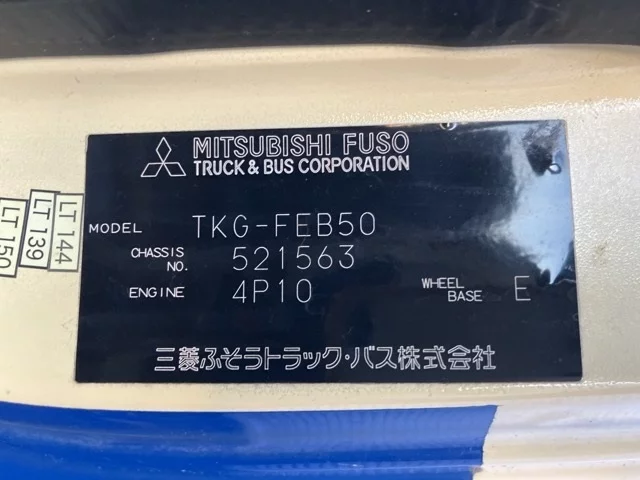 MITSUBISHI FUSO
TRUCK & BUS CORPORATION
MODEL TKG-FEB50
CHASSIS NO. 521563
ENGINE 4P10 WHEEL BASE E
三菱ふそうトラック・バス株式会社
LT 144
LT 139
LT 150